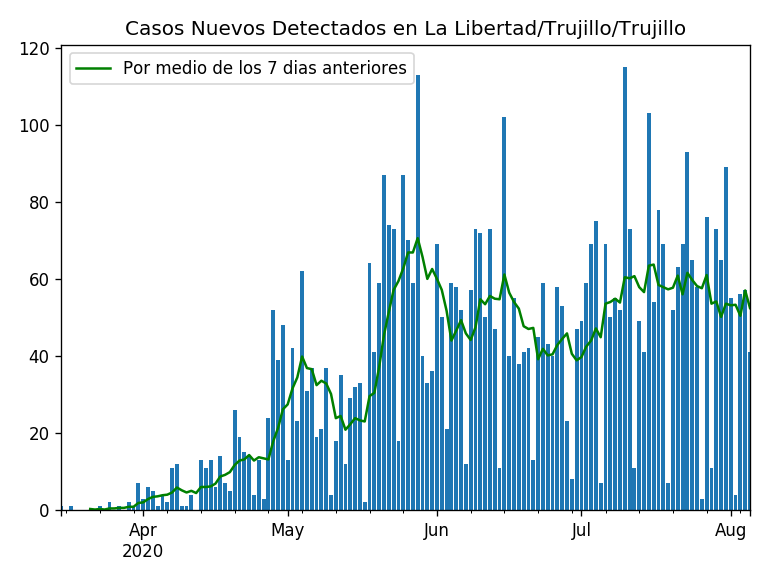 Casos Nuevos Detectados en La Libertad/Trujillo/Trujillo
Por medio de los 7 dias anteriores
120
100
80
60
40
20
0
Apr May Jun Jul Aug
2020